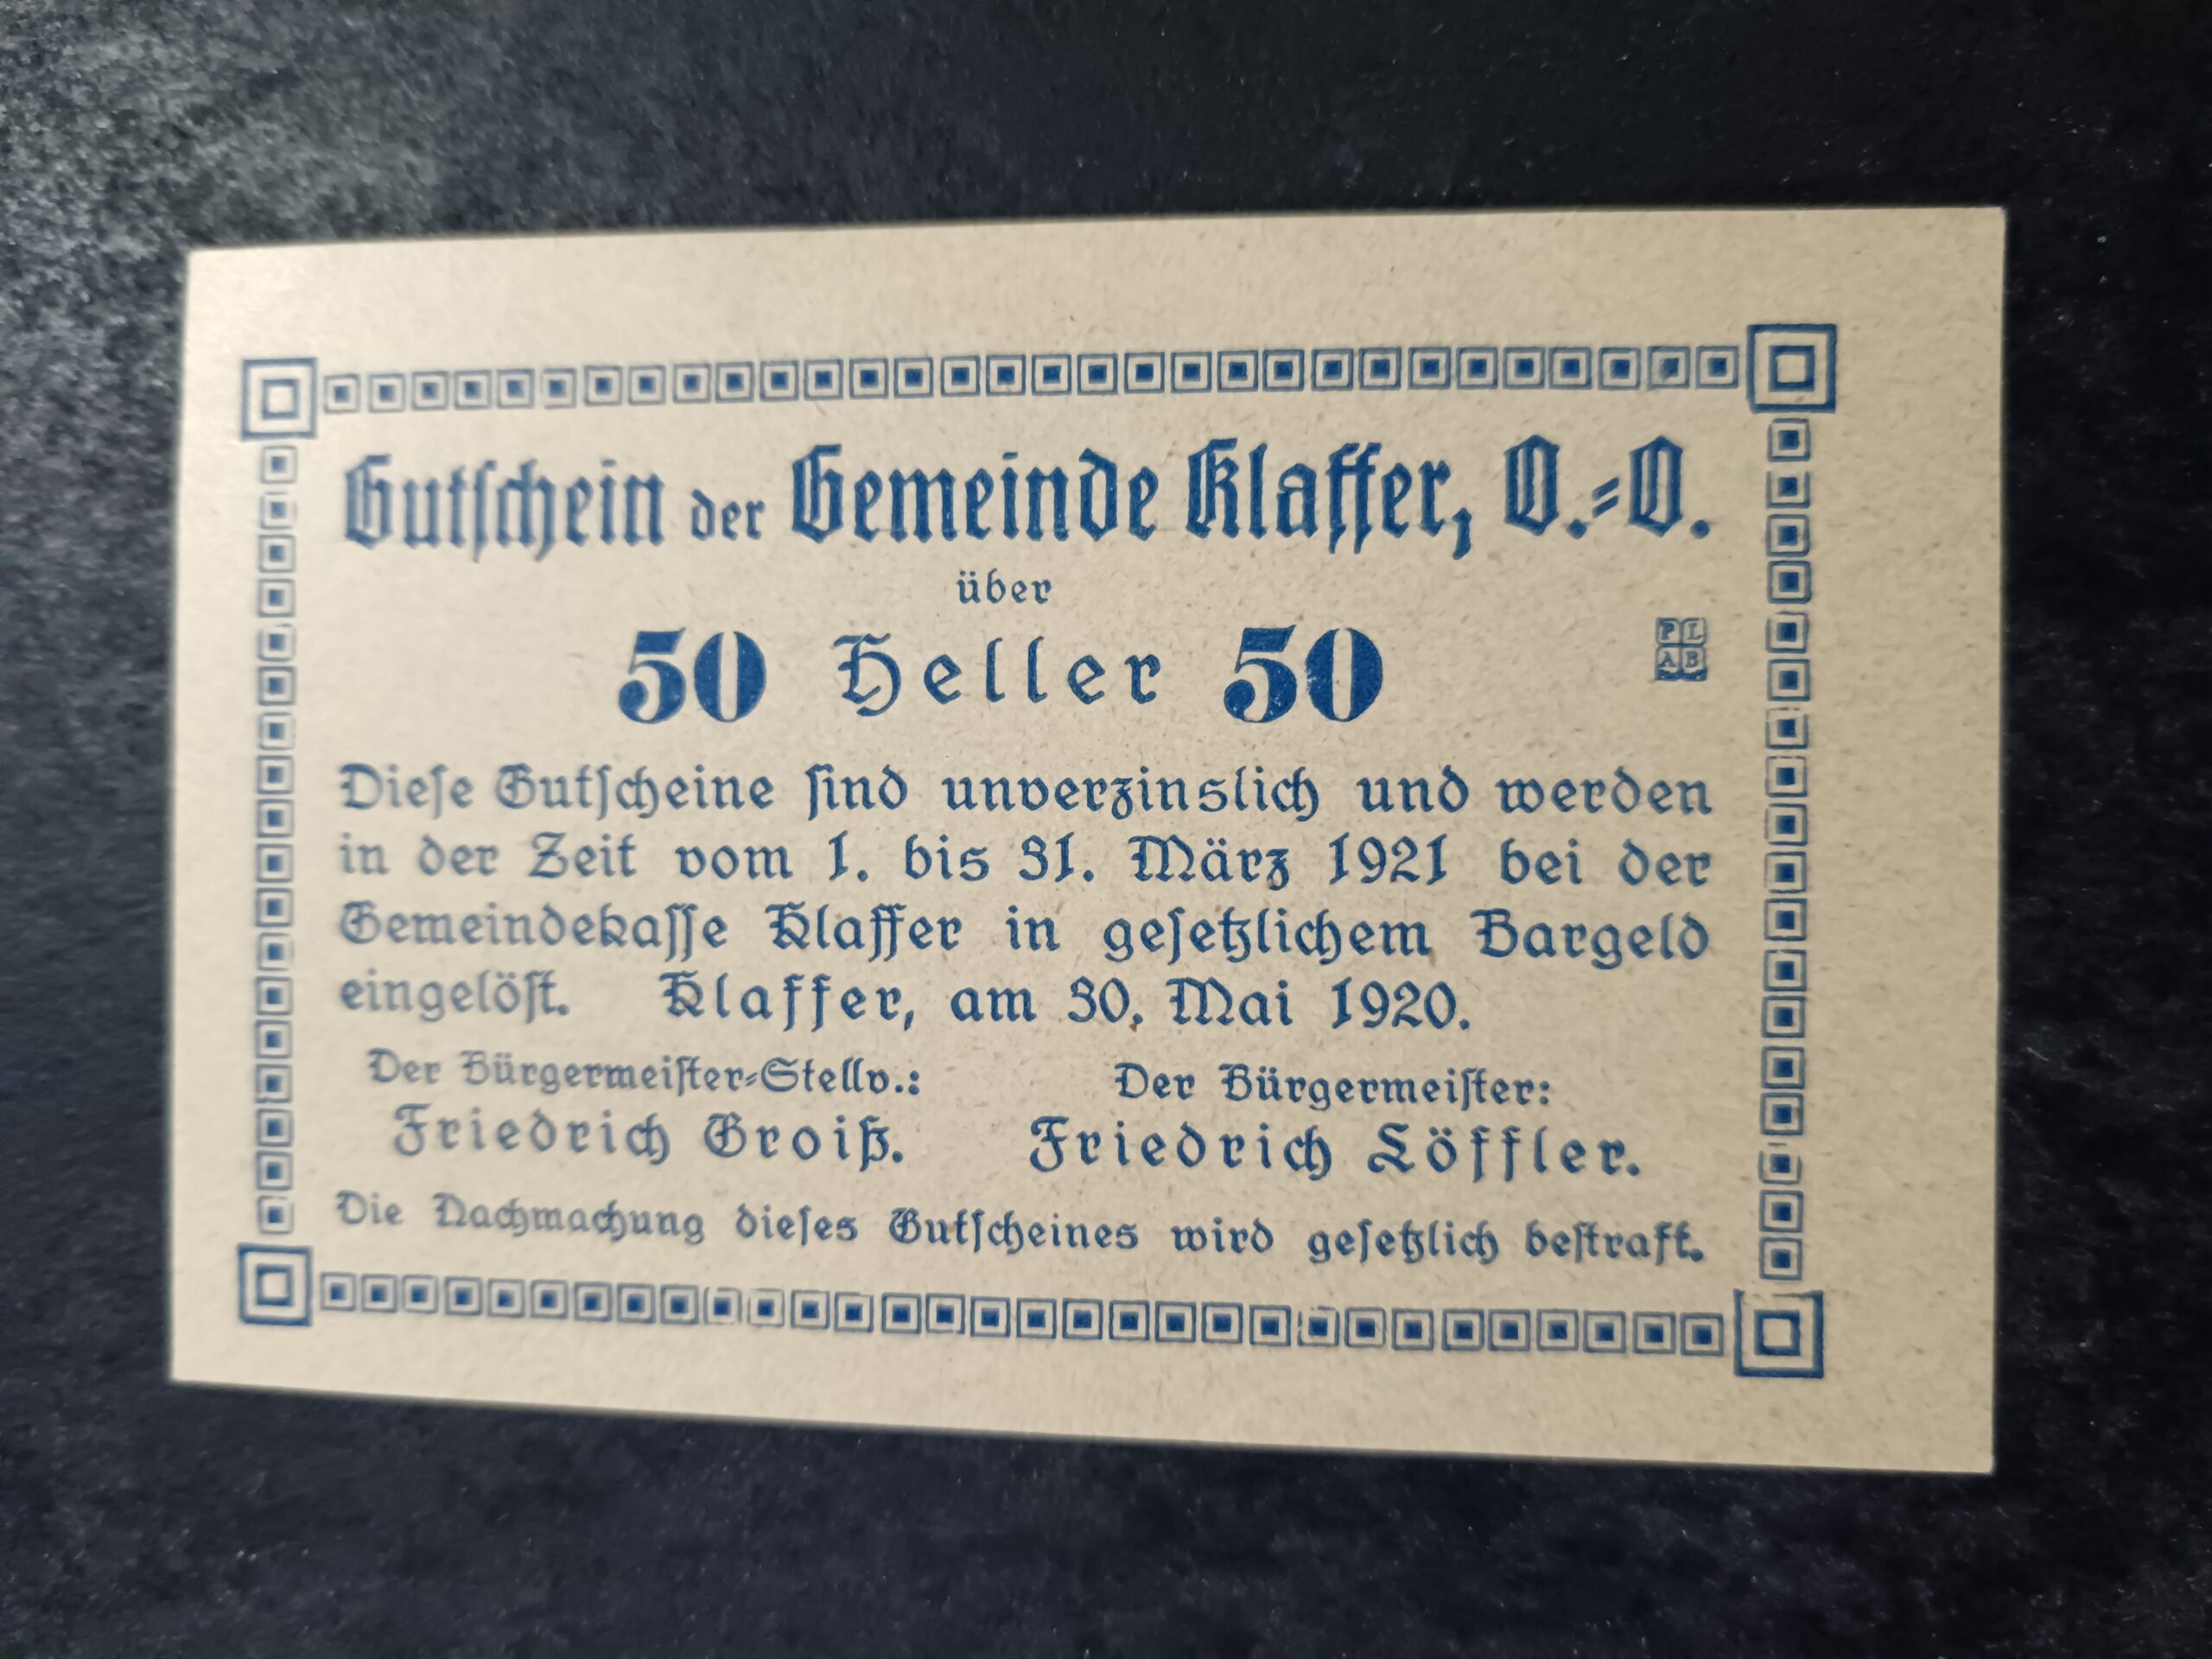 Gutschein der Gemeinde Klaffer, O.=Ö.
über
50 Heller 50
PL
AB
Diese Gutscheine sind unverzinslich und werden
in der Zeit vom 1. bis 31. März 1921 bei der
Gemeindekasse Klaffer in gesetzlichem Bargeld
eingelöst. Klaffer, am 30. Mai 1920.
Der Bürgermeister=Stellv.: Der Bürgermeister:
Friedrich Groiß. Friedrich Löffler.
Die Nachmachung dieses Gutscheines wird gesetzlich bestraft.